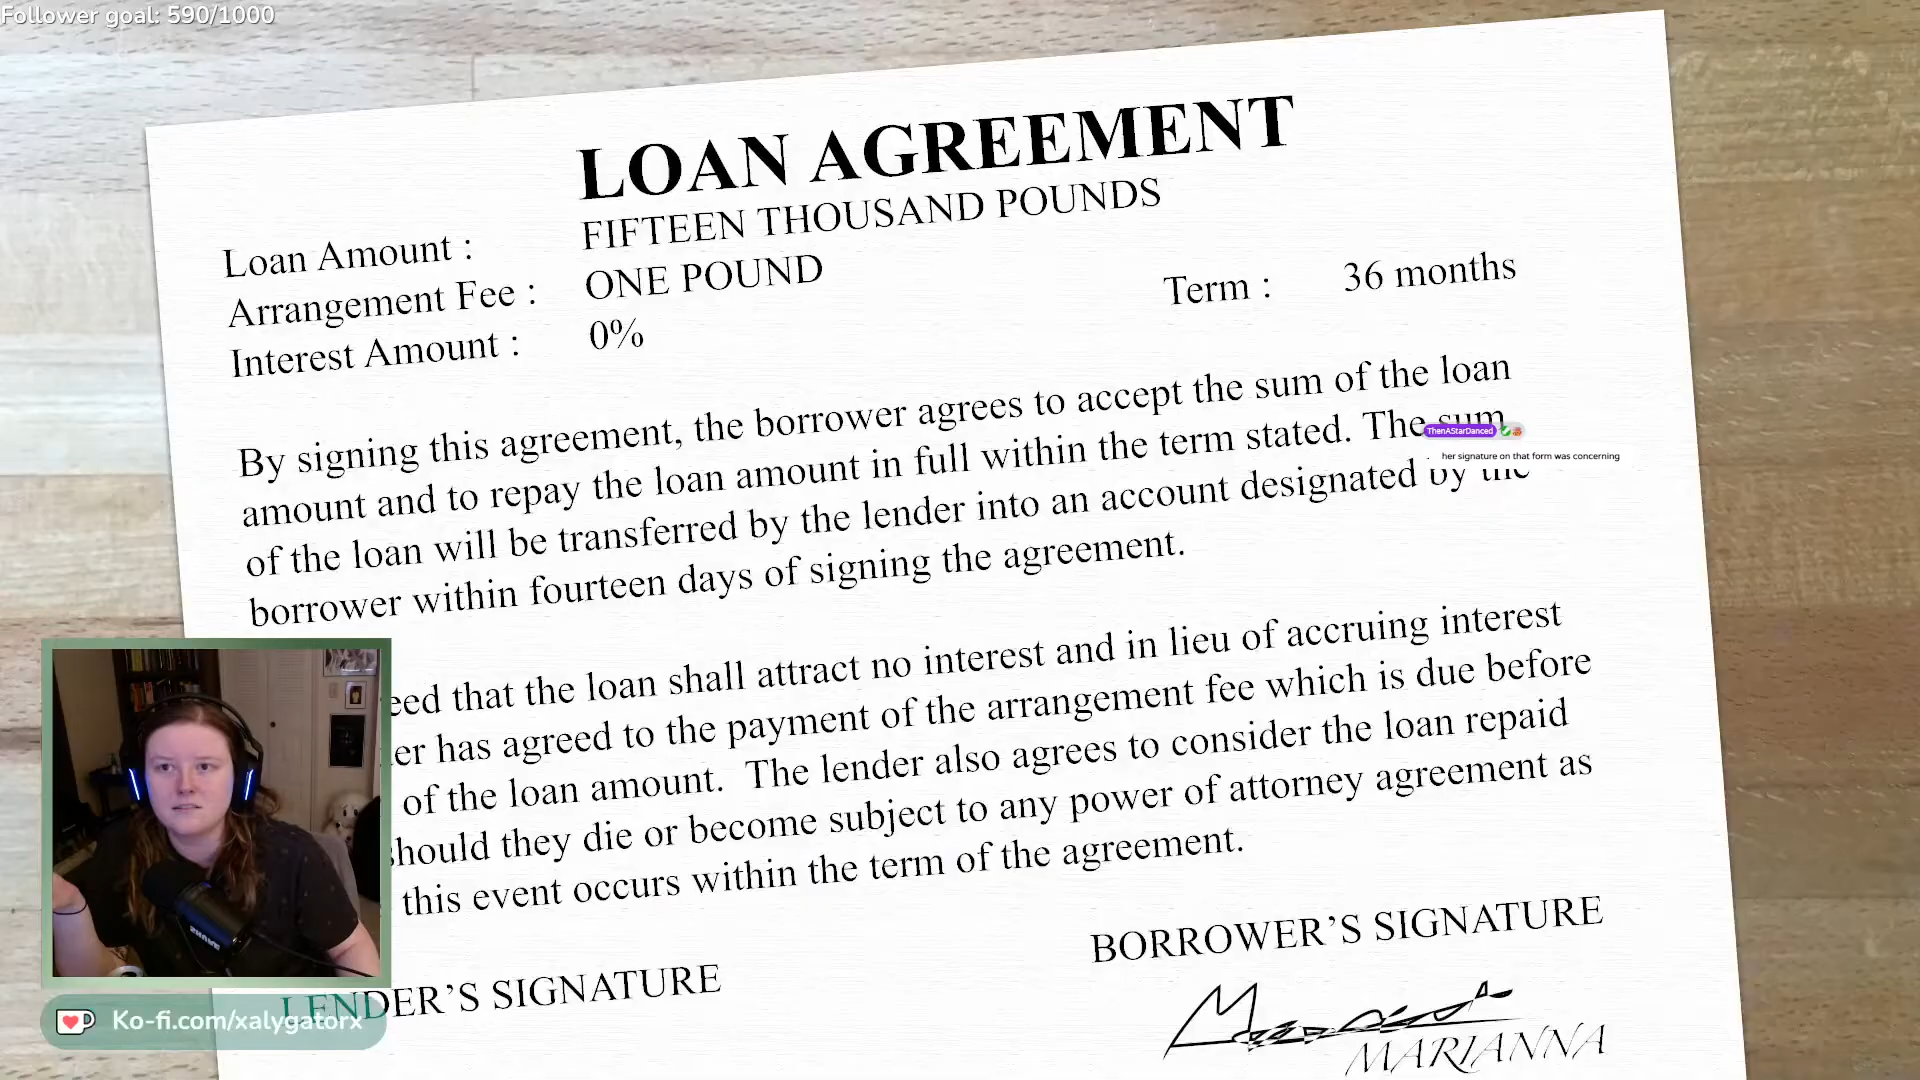 Follower goal: 590/1000
LOAN AGREEMENT
Loan Amount : FIFTEEN THOUSAND POUNDS
Arrangement Fee : ONE POUND
Interest Amount : 0%
Term : 36 months
By signing this agreement, the borrower agrees to accept the sum of the loan
amount and to repay the loan amount in full within the term stated. The sum
of the loan will be transferred by the lender into an account designated by the
borrower within fourteen days of signing the agreement.
ThenAStarDanced
her signature on that form was concerning
eed that the loan shall attract no interest and in lieu of accruing interest
er has agreed to the payment of the arrangement fee which is due before
of the loan amount. The lender also agrees to consider the loan repaid
should they die or become subject to any power of attorney agreement as
this event occurs within the term of the agreement.
LENDER'S SIGNATURE
BORROWER'S SIGNATURE
MARIANNA
Ko-fi.com/xalygatorx